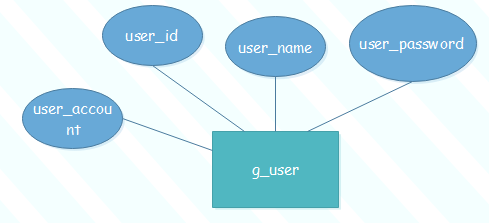 user_id
user_name
user_password
user_accou
nt
g_user